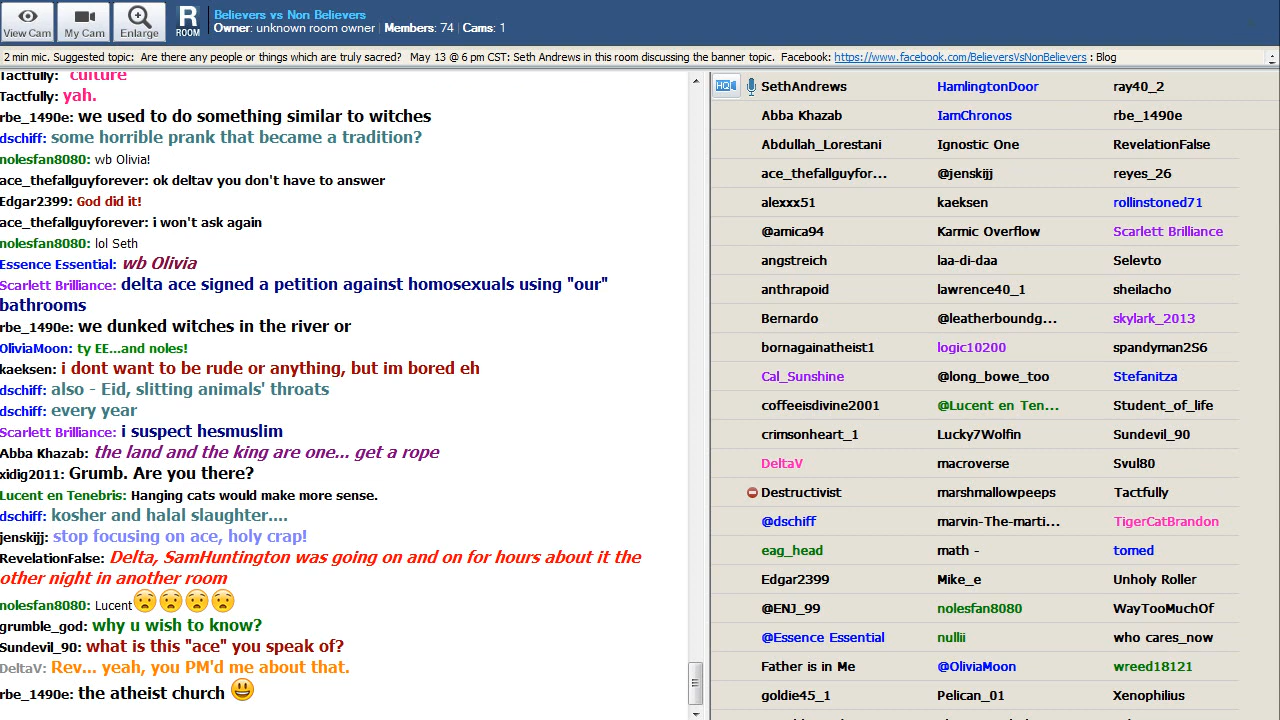 View Cam
My Cam
Enlarge
R
ROOM
Believers vs Non Believers
Owner: unknown room owner | Members: 74 | Cams: 1
2 min mic. Suggested topic: Are there any people or things which are truly sacred? May 13 @ 6 pm CST: Seth Andrews in this room discussing the banner topic. Facebook: https://www.facebook.com/BelieversVsNonBelievers : Blog
Tactfully: culture
Tactfully: yah.
rbe_1490e: we used to do something similar to witches
dschiff: some horrible prank that became a tradition?
nolesfan8080: wb Olivia!
ace_thefallguyforever: ok deltav you don't have to answer
Edgar2399: God did it!
ace_thefallguyforever: i won't ask again
nolesfan8080: lol Seth
Essence Essential: wb Olivia
Scarlett Brilliance: delta ace signed a petition against homosexuals using "our"
bathrooms
rbe_1490e: we dunked witches in the river or
OliviaMoon: ty EE...and noles!
kaeksen: i dont want to be rude or anything, but im bored eh
dschiff: also - Eid, slitting animals' throats
dschiff: every year
Scarlett Brilliance: i suspect hesmuslim
Abba Khazab: the land and the king are one... get a rope
xidig2011: Grumb. Are you there?
Lucent en Tenebris: Hanging cats would make more sense.
dschiff: kosher and halal slaughter....
jenskijj: stop focusing on ace, holy crap!
RevelationFalse: Delta, SamHuntington was going on and on for hours about it the
other night in another room
nolesfan8080: Lucent
grumble_god: why u wish to know?
Sundevil_90: what is this "ace" you speak of?
DeltaV: Rev... yeah, you PM'd me about that.
rbe_1490e: the atheist church
HQ
SethAndrews HamlingtonDoor ray40_2
Abba Khazab IamChronos rbe_1490e
Abdullah_Lorestani Ignostic One RevelationFalse
ace_thefallguyfor... @jenskijj reyes_26
alexxx51 kaeksen rollinstoned71
@amica94 Karmic Overflow Scarlett Brilliance
angstreich laa-di-daa Selevto
anthrapoid lawrence40_1 sheilacho
Bernardo @leatherboundg... skylark_2013
bornagainatheist1 logic10200 spandyman2S6
Cal_Sunshine @long_bowe_too Stefanitza
coffeeisdivine2001 @Lucent en Ten... Student_of_life
crimsonheart_1 Lucky7Wolfin Sundevil_90
DeltaV macroverse Svul80
Destructivist marshmallowpeeps Tactfully
@dschiff marvin-The-marti... TigerCatBrandon
eag_head math - tomed
Edgar2399 Mike_e Unholy Roller
@ENJ_99 nolesfan8080 WayTooMuchOf
@Essence Essential nullii who cares_now
Father is in Me @OliviaMoon wreed18121
goldie45_1 Pelican_01 Xenophilius